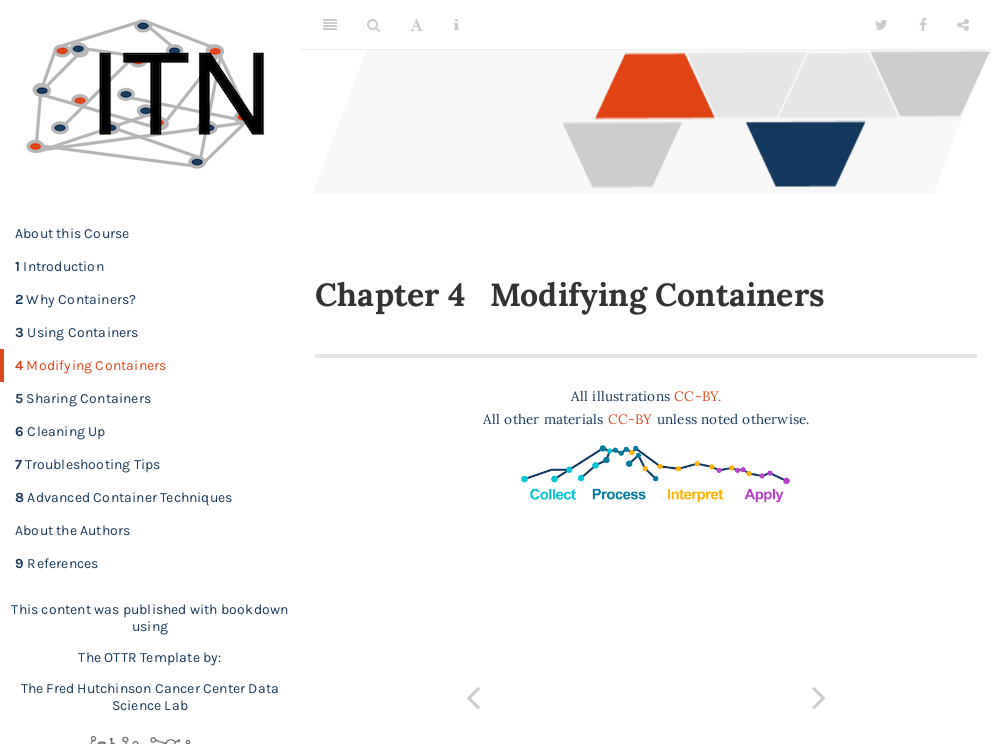 ITN
About this Course
1 Introduction
2 Why Containers?
3 Using Containers
4 Modifying Containers
5 Sharing Containers
6 Cleaning Up
7 Troubleshooting Tips
8 Advanced Container Techniques
About the Authors
9 References
This content was published with bookdown
using
The OTTR Template by:
The Fred Hutchinson Cancer Center Data
Science Lab
A
Chapter 4 Modifying Containers
All illustrations CC-BY.
All other materials CC-BY unless noted otherwise.
Collect Process Interpret Apply